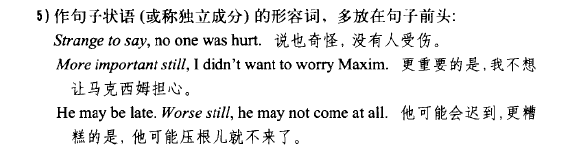 5) 作句子状语 (或称独立成分) 的形容词，多放在句子前头:
Strange to say, no one was hurt. 说也奇怪，没有人受伤。
More important still, I didn't want to worry Maxim. 更重要的是，我不想
让马克西姆担心。
He may be late. Worse still, he may not come at all. 他可能会迟到，更糟
糕的是，他可能压根儿就不来了。